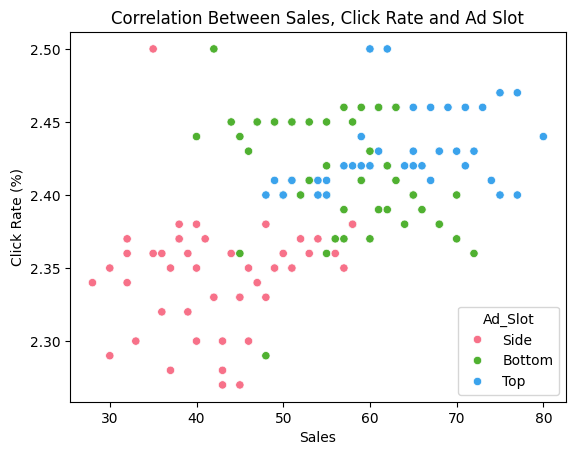 Correlation Between Sales, Click Rate and Ad Slot
2.50
2.45
2.40
2.35
2.30
Click Rate (%)
Ad_Slot
Side
Bottom
Top
30 40 50 60 70 80
Sales